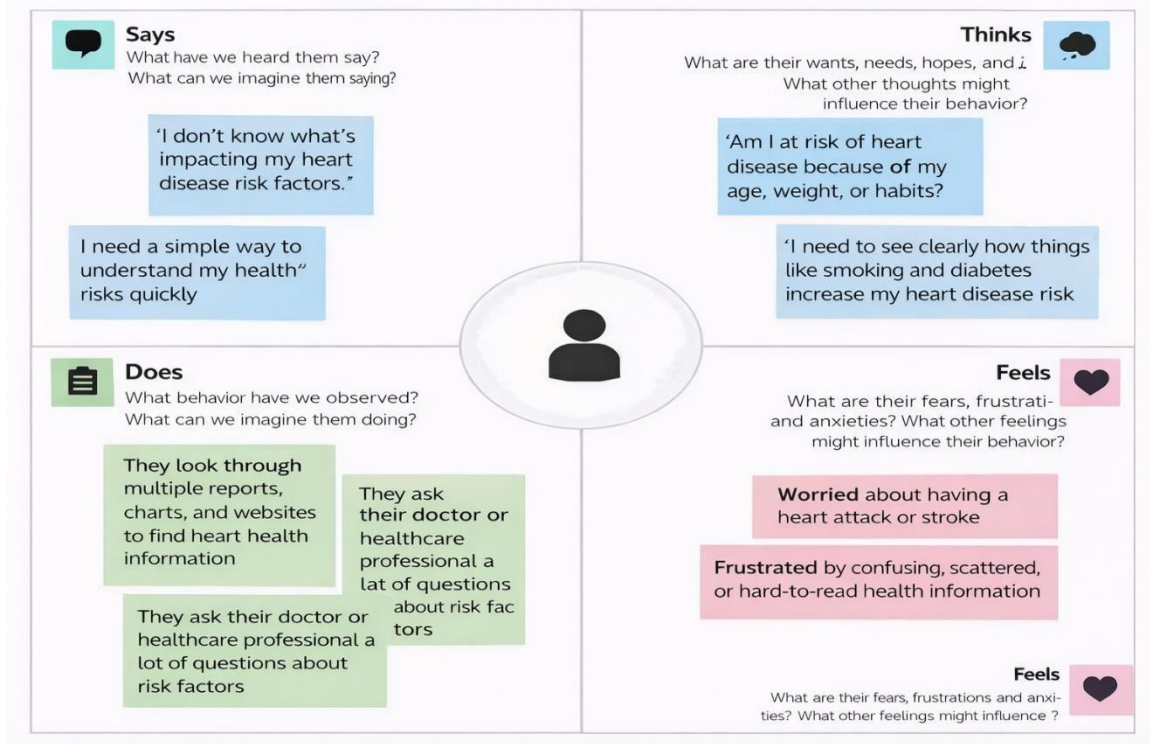 Says
What have we heard them say?
What can we imagine them saying?
‘I don’t know what’s
impacting my heart
disease risk factors.”
I need a simple way to
understand my health“
risks quickly
Thinks
What are their wants, needs, hopes, and
What other thoughts might
influence their behavior?
‘Am I at risk of heart
disease because of my
age, weight, or habits?
‘I need to see clearly how things
like smoking and diabetes
increase my heart disease risk
Does
What behavior have we observed?
What can we imagine them doing?
They look through
multiple reports,
charts, and websites
to find heart health
information
They ask
their doctor or
healthcare
professional a
lat of questions
about risk fac
tors
They ask their doctor or
healthcare professional a
lot of questions about
risk factors
Feels
What are their fears, frustrati-
and anxieties? What other feelings
might influence their behavior?
Worried about having a
heart attack or stroke
Frustrated by confusing, scattered,
or hard-to-read health information
Feels
What are their fears, frustrations and anxi-
ties? What other feelings might influence ?